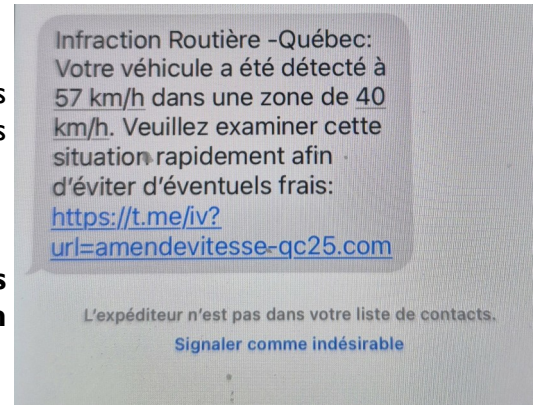 Infraction Routière -Québec:
Votre véhicule a été détecté à
57 km/h dans une zone de 40
km/h. Veuillez examiner cette
situation rapidement afin
d'éviter d'éventuels frais:
https://t.me/iv?
url=amendevitesse-qc25.com
L'expéditeur n'est pas dans votre liste de contacts.
Signaler comme indésirable
s
s
s
n